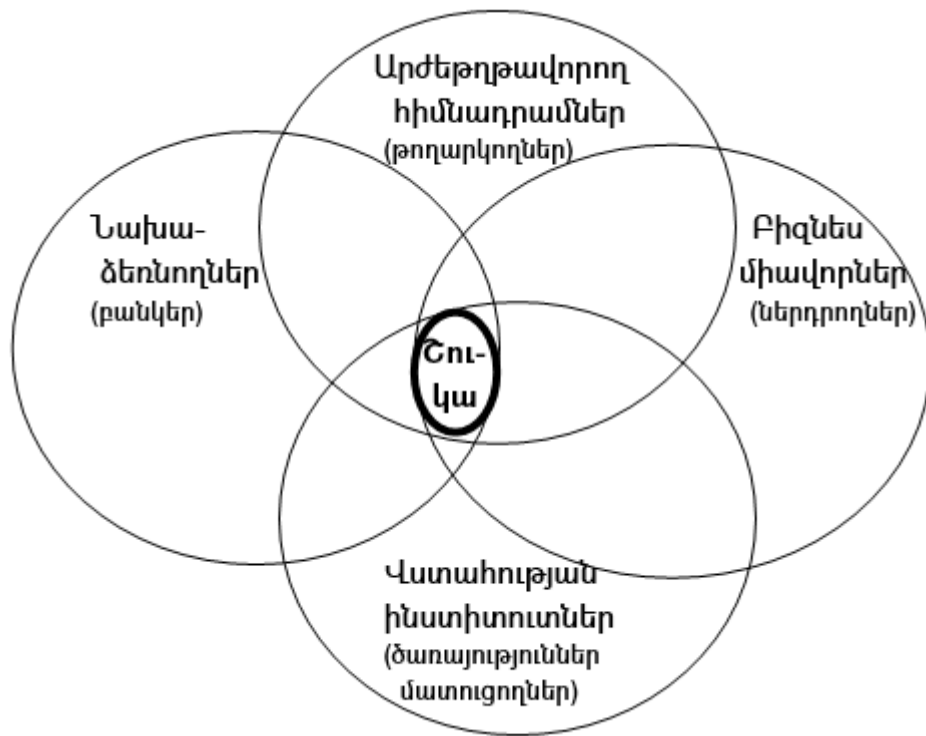 Արժեթղթավորող
հիմնադրամներ
(թողարկողներ)
Նախա-
ձեռնողներ
(բանկեր)
Բիզնես
միավորներ
(ներդրողներ)
Շու-
կա
Վստահության
ինստիտուտներ
(ծառայություններ
մատուցողներ)